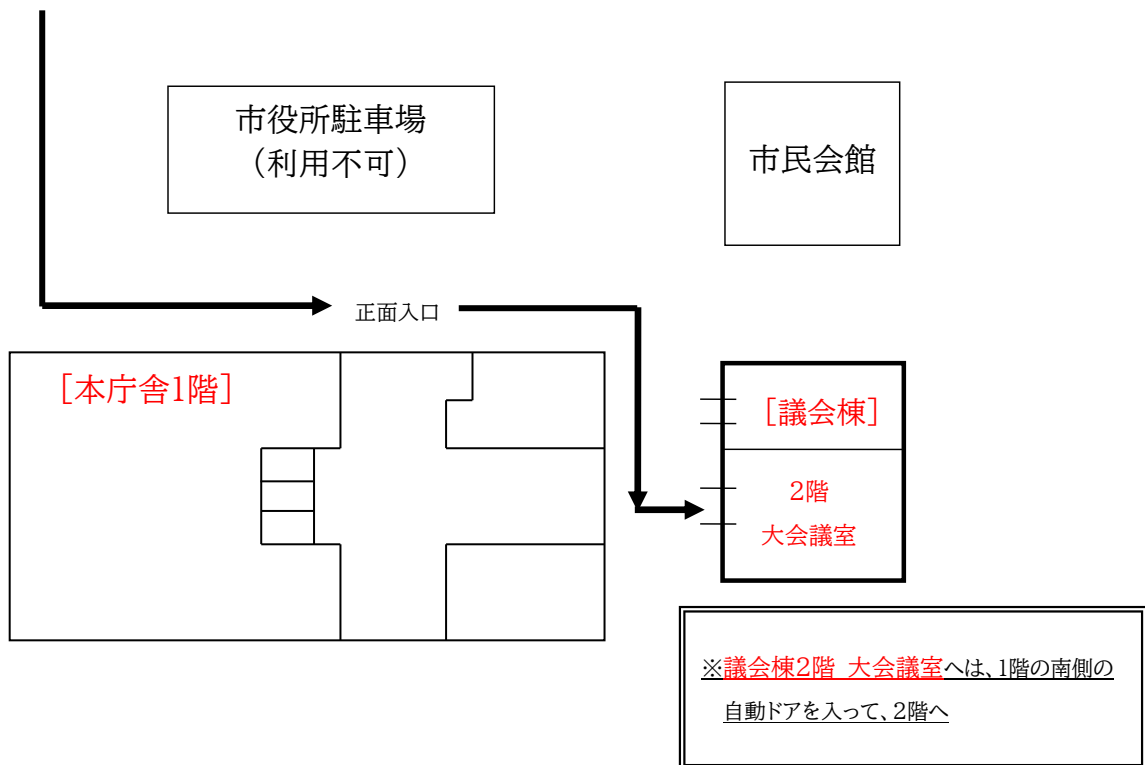 市役所駐車場
（利用不可）
市民会館
正面入口
［本庁舎1階］
［議会棟］
2階
大会議室
※議会棟2階 大会議室へは、1階の南側の
自動ドアを入って、2階へ